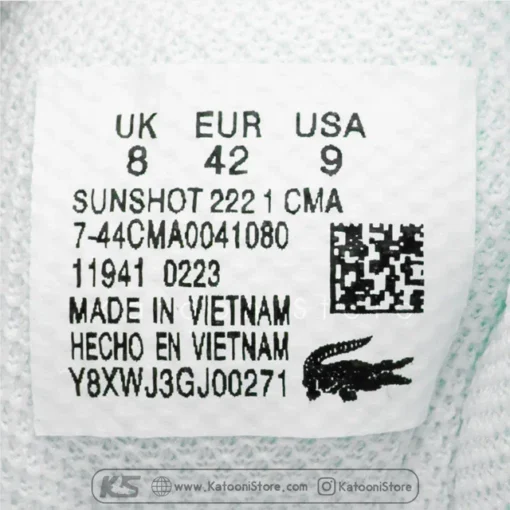 UK EUR USA
8 42 9
SUNSHOT 222 1 CMA
7-44CMA0041080
11941 0223
MADE IN VIETNAM
HECHO EN VIETNAM
Y8XWJ3GJ00271
KS www.KatooniStore.com KatooniStore